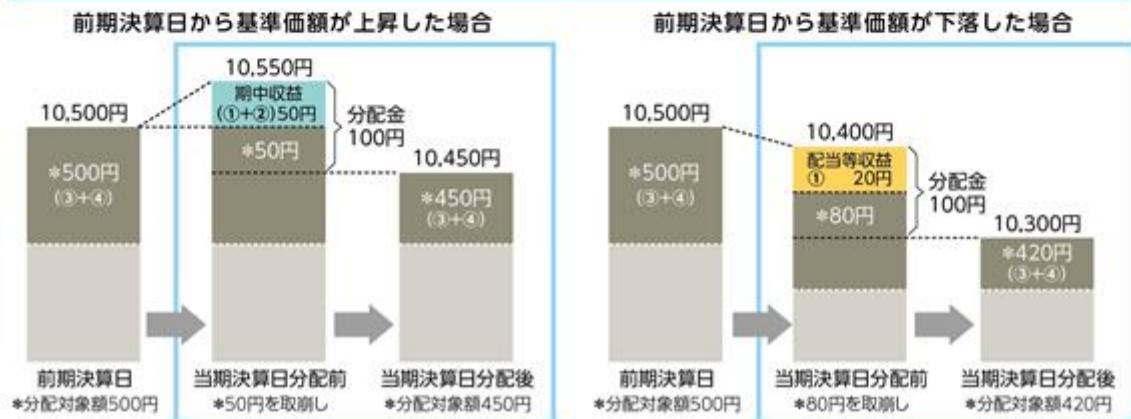 前期決算日から基準価額が上昇した場合
10,500円
*500円
(③+④)
10,550円
期中収益
(①+②)50円
*50円
分配金
100円
10,450円
*450円
(③+④)
前期決算日
*分配対象額500円
当期決算日分配前
*50円を取崩し
当期決算日分配後
*分配対象額450円
前期決算日から基準価額が下落した場合
10,500円
*500円
(③+④)
10,400円
配当等収益
① 20円
*80円
分配金
100円
10,300円
*420円
(③+④)
前期決算日
*分配対象額500円
当期決算日分配前
*80円を取崩し
当期決算日分配後
*分配対象額420円